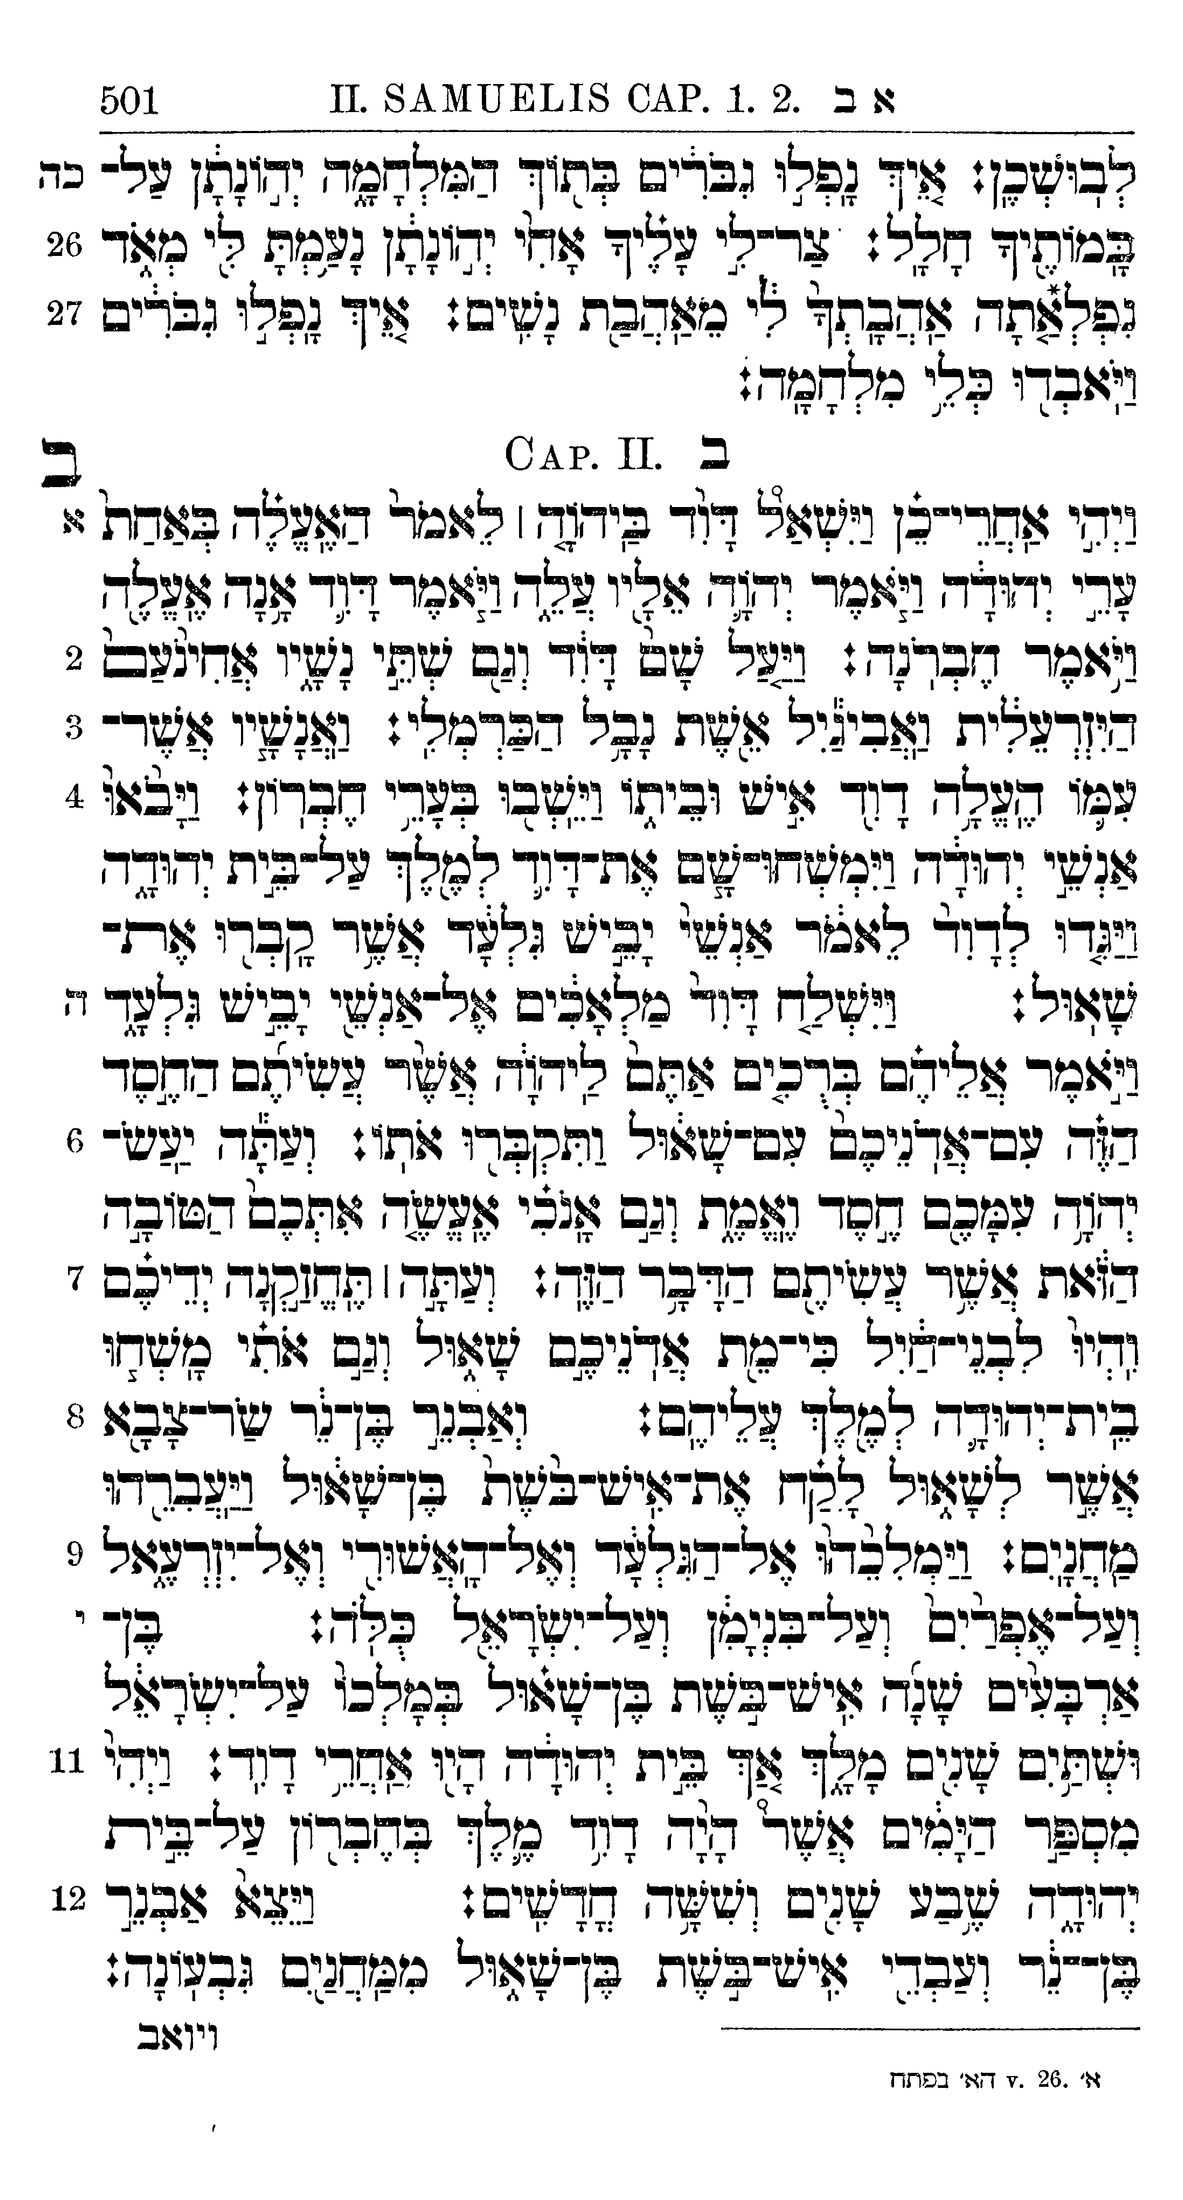 501 II. SAMUELIS CAP. 1. 2. א ב
לְבֽוּשְׁכֶֽן׃ אֵ֚יךְ נָֽפְל֣וּ גִבֹּרִ֔ים בְּת֖וֹךְ הַמִּלְחָמָ֑ה יְה֣וֹנָתָ֔ן עַל־ כה
בָּֽמוֹתֶ֖יךָ חָלָֽל׃ צַר־לִ֣י עָלֶ֗יךָ אָחִי֙ יְה֣וֹנָתָ֔ן נָעַ֥מְתָּ לִּ֖י מְאֹ֑ד 26
נִפְלְאַ֤תָה* אַהֲבָֽתְךָ֙ לִ֔י מֵאַֽהֲבַ֖ת נָשִֽׁים׃ אֵ֚יךְ נָֽפְל֣וּ גִבֹּרִ֔ים 27
וַיֹּֽאבְד֖וּ כְּלֵ֥י מִלְחָמָֽה׃
CAP. II. ב
ב
וַיְהִ֣י אַֽחֲרֵי־כֵ֗ן וַיִּשְׁאַל֩ דָּוִ֨ד בַּֽיהוָ֤ה ׀ לֵאמֹר֙ הַאֶֽעֱלֶ֗ה בְּאַחַת֙ א
עָרֵ֣י יְהוּדָ֔ה וַיֹּ֧אמֶר יְהוָ֛ה אֵלָ֖יו עֲלֵ֑ה וַיֹּ֧אמֶר דָּוִ֛ד אָ֥נָה אֶֽעֱלֶ֖ה
וַיֹּ֥אמֶר חֶבְרֽוֹנָה׃ וַיַּ֤עַל שָׁם֙ דָּוִ֔ד וְגַ֖ם שְׁתֵּ֣י נָשָׁ֑יו אֲחִינֹ֙עַם֙ 2
הַיִּזְרְעֵלִ֔ית וַֽאֲבִיגַ֕יִל אֵ֖שֶׁת נָבָ֥ל הַכַּרְמְלִֽי׃ וַֽאֲנָשָׁ֧יו אֲשֶׁר־ 3
עִמּ֛וֹ הֶֽעֱלָ֥ה דָוִ֖ד אִ֣ישׁ וּבֵית֑וֹ וַיֵּֽשְׁב֖וּ בְּעָרֵ֥י חֶבְרֽוֹן׃ וַיָּבֹ֙אוּ֙ 4
אַנְשֵׁ֣י יְהוּדָ֔ה וַיִּמְשְׁחוּ־שָׁ֧ם אֶת־דָּוִ֛ד לְמֶ֖לֶךְ עַל־בֵּ֣ית יְהוּדָ֑ה
וַיַּגִּ֤דוּ לְדָוִד֙ לֵאמֹ֔ר אַנְשֵׁי֙ יָבֵ֣ישׁ גִּלְעָ֔ד אֲשֶׁ֥ר קָֽבְר֖וּ אֶת־
שָׁאֽוּל׃ וַיִּשְׁלַ֤ח דָּוִד֙ מַלְאָכִ֔ים אֶל־אַנְשֵׁ֖י יָבֵ֣ישׁ גִּלְעָ֑ד ה
וַיֹּ֣אמֶר אֲלֵיהֶ֗ם בְּרֻכִ֤ים אַתֶּם֙ לַֽיהוָ֔ה אֲשֶׁ֨ר עֲשִׂיתֶ֜ם הַחֶ֣סֶד
הַזֶּ֗ה עִם־אֲדֹֽנֵיכֶם֙ עִם־שָׁא֔וּל וַֽתִּקְבְּר֖וּ אֹתֽוֹ׃ וְעַתָּ֕ה יַֽעַשׂ־ 6
יְהוָ֥ה עִמָּכֶ֖ם חֶ֣סֶד וֶאֱמֶ֑ת וְגַ֣ם אָֽנֹכִ֗י אֶֽעֱשֶׂ֤ה אִתְּכֶם֙ הַטּוֹבָ֣ה
הַזֹּ֔את אֲשֶׁ֥ר עֲשִׂיתֶ֖ם הַדָּבָ֥ר הַזֶּֽה׃ וְעַתָּ֣ה ׀ תֶּֽחֱזַ֣קְנָה יְדֵיכֶ֗ם 7
וִֽהְיוּ֙ לִבְנֵי־חַ֔יִל כִּי־מֵ֖ת אֲדֹֽנֵיכֶ֣ם שָׁא֑וּל וְגַ֣ם אֹתִ֗י מָֽשְׁח֧וּ
בֵֽית־יְהוּדָ֛ה לְמֶ֖לֶךְ עֲלֵיהֶֽם׃ וְאַבְנֵ֣ר בֶּן־נֵ֔ר שַׂר־צָבָ֖א 8
אֲשֶׁ֣ר לְשָׁא֑וּל לָקַ֗ח אֶת־אִֽישׁ־בֹּ֙שֶׁת֙ בֶּן־שָׁא֔וּל וַיַּֽעֲבִרֵ֖הוּ
מַֽחֲנָֽיִם׃ וַיַּמְלִכֵ֙הוּ֙ אֶל־הַגִּלְעָ֔ד וְאֶל־הָֽאֲשׁוּרִ֖י וְאֶֽל־יִזְרְעֶ֑אל 9
וְעַל־אֶפְרַ֙יִם֙ וְעַל־בִּנְיָמִ֔ן וְעַל־יִשְׂרָאֵ֖ל כֻּלֹּֽה׃ בֶּן־ י
אַרְבָּעִ֨ים שָׁנָ֜ה אִֽישׁ־בֹּ֣שֶׁת בֶּן־שָׁא֗וּל בְּמָלְכוֹ֙ עַל־יִשְׂרָאֵ֔ל
וּשְׁתַּ֥יִם שָׁנִ֖ים מָלָ֑ךְ אַ֚ךְ בֵּ֣ית יְהוּדָ֔ה הָי֖וּ אַֽחֲרֵ֥י דָוִֽד׃ וַיְהִי֙ 11
מִסְפַּ֣ר הַיָּמִ֔ים אֲשֶׁר֩ הָיָ֨ה דָוִ֥ד מֶ֛לֶךְ בְּחֶבְר֖וֹן עַל־בֵּ֣ית
יְהוּדָ֑ה שֶׁ֥בַע שָׁנִ֖ים וְשִׁשָּׁ֥ה חֳדָשִֽׁים׃ וַיֵּצֵא֙ אַבְנֵ֣ר 12
בֶּן־נֵ֔ר וְעַבְדֵ֖י אִֽישׁ־בֹּ֣שֶׁת בֶּן־שָׁא֑וּל מִמַּֽחֲנַ֖יִם גִּבְעֽוֹנָה׃
ויואב
v. 26. א׳ הא׳ בפתח